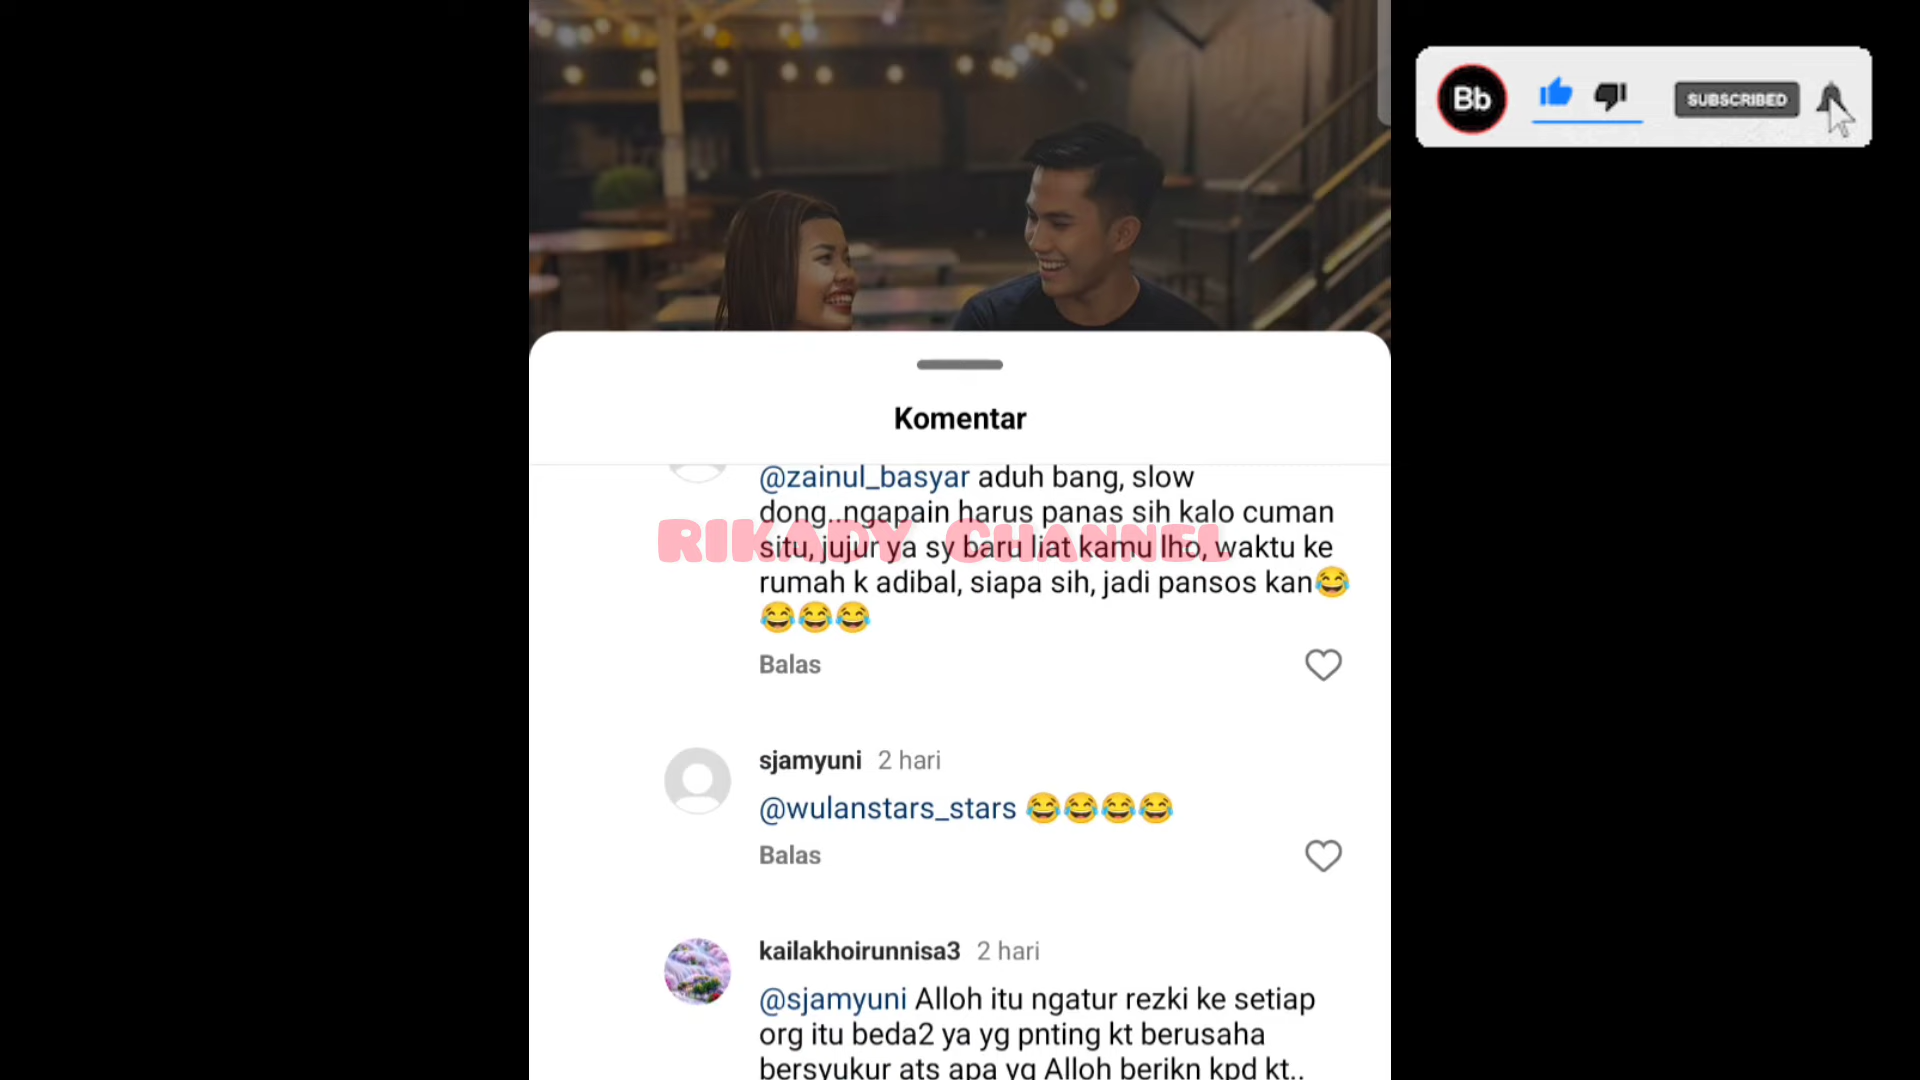 Bb
SUBSCRIBED
Komentar
@zainul_basyar aduh bang, slow
dong..ngapain harus panas sih kalo cuman
RIKADY CHANNEL
situ, jujur ya sy baru liat kamu lho, waktu ke
rumah k adibal, siapa sih, jadi pansos kan😂
😂😂😂
Balas
sjamyuni 2 hari
@wulanstars_stars 😂😂😂😂
Balas
kailakhoirunnisa3 2 hari
@sjamyuni Alloh itu ngatur rezki ke setiap
org itu beda2 ya yg pnting kt berusaha
bersyukur ats apa yg Alloh berikn kpd kt..